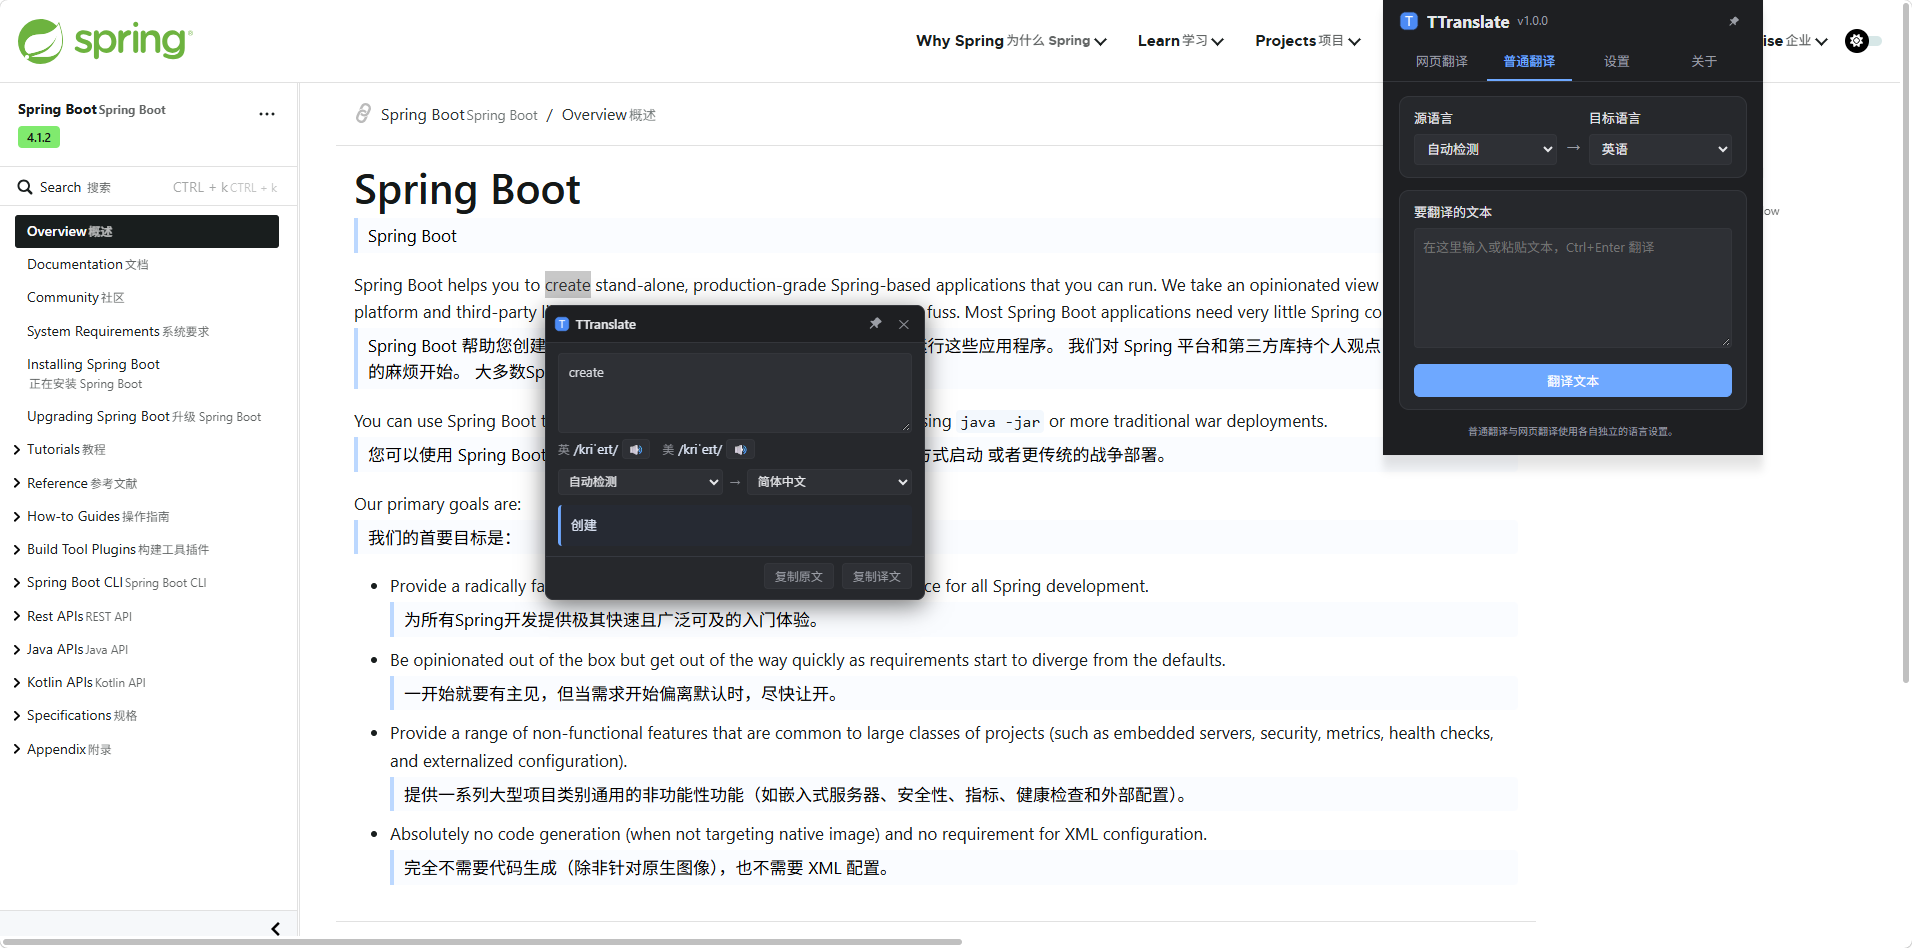 spring
Why Spring 为什么 Spring
Learn 学习
Projects 项目
ise 企业
Spring Boot Spring Boot
4.1.2
Search 搜索
CTRL + k CTRL + k
Overview 概述
Documentation 文档
Community 社区
System Requirements 系统要求
Installing Spring Boot
正在安装 Spring Boot
Upgrading Spring Boot 升级 Spring Boot
Tutorials 教程
Reference 参考文献
How-to Guides 操作指南
Build Tool Plugins 构建工具插件
Spring Boot CLI Spring Boot CLI
Rest APIs REST API
Java APIs Java API
Kotlin APIs Kotlin API
Specifications 规格
Appendix 附录
Spring Boot Spring Boot / Overview 概述
Spring Boot
Spring Boot
Spring Boot helps you to create stand-alone, production-grade Spring-based applications that you can run. We take an opinionated view
platform and third-party l
fuss. Most Spring Boot applications need very little Spring co
Spring Boot 帮助您创建
行这些应用程序。 我们对 Spring 平台和第三方库持个人观点
的麻烦开始。 大多数Sp
You can use Spring Boot t
sing java -jar or more traditional war deployments.
您可以使用 Spring Boot
方式启动 或者更传统的战争部署。
Our primary goals are:
我们的首要目标是：
Provide a radically fa
ce for all Spring development.
为所有Spring开发提供极其快速且广泛可及的入门体验。
Be opinionated out of the box but get out of the way quickly as requirements start to diverge from the defaults.
一开始就要有主见，但当需求开始偏离默认时，尽快让开。
Provide a range of non-functional features that are common to large classes of projects (such as embedded servers, security, metrics, health checks,
and externalized configuration).
提供一系列大型项目类别通用的非功能性功能（如嵌入式服务器、安全性、指标、健康检查和外部配置）。
Absolutely no code generation (when not targeting native image) and no requirement for XML configuration.
完全不需要代码生成（除非针对原生图像），也不需要 XML 配置。
T TTranslate
create
英 /kriˈeɪt/ 美 /kriˈeɪt/
自动检测 → 简体中文
创建
复制原文 复制译文
T TTranslate v1.0.0
网页翻译 普通翻译 设置 关于
源语言 目标语言
自动检测 → 英语
要翻译的文本
在这里输入或粘贴文本，Ctrl+Enter 翻译
翻译文本
普通翻译与网页翻译使用各自独立的语言设置。
ow